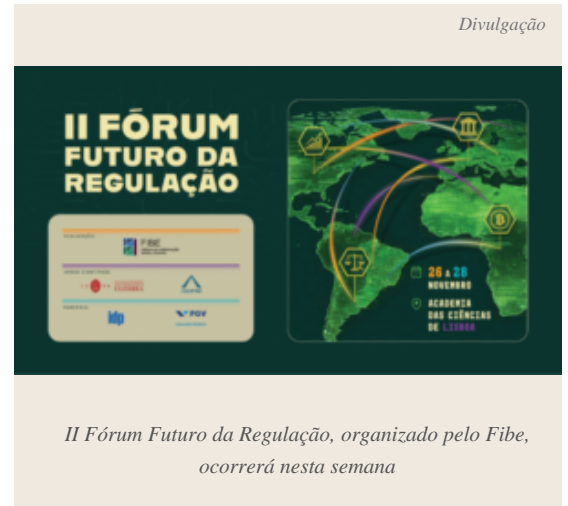 Divulgação
II FÓRUM
FUTURO DA
REGULAÇÃO
FIBE
idp
FGV
26 A 28
NOVEMBRO
ACADEMIA
DAS CIÊNCIAS
DE LISBOA
II Fórum Futuro da Regulação, organizado pelo Fibe,
ocorrerá nesta semana